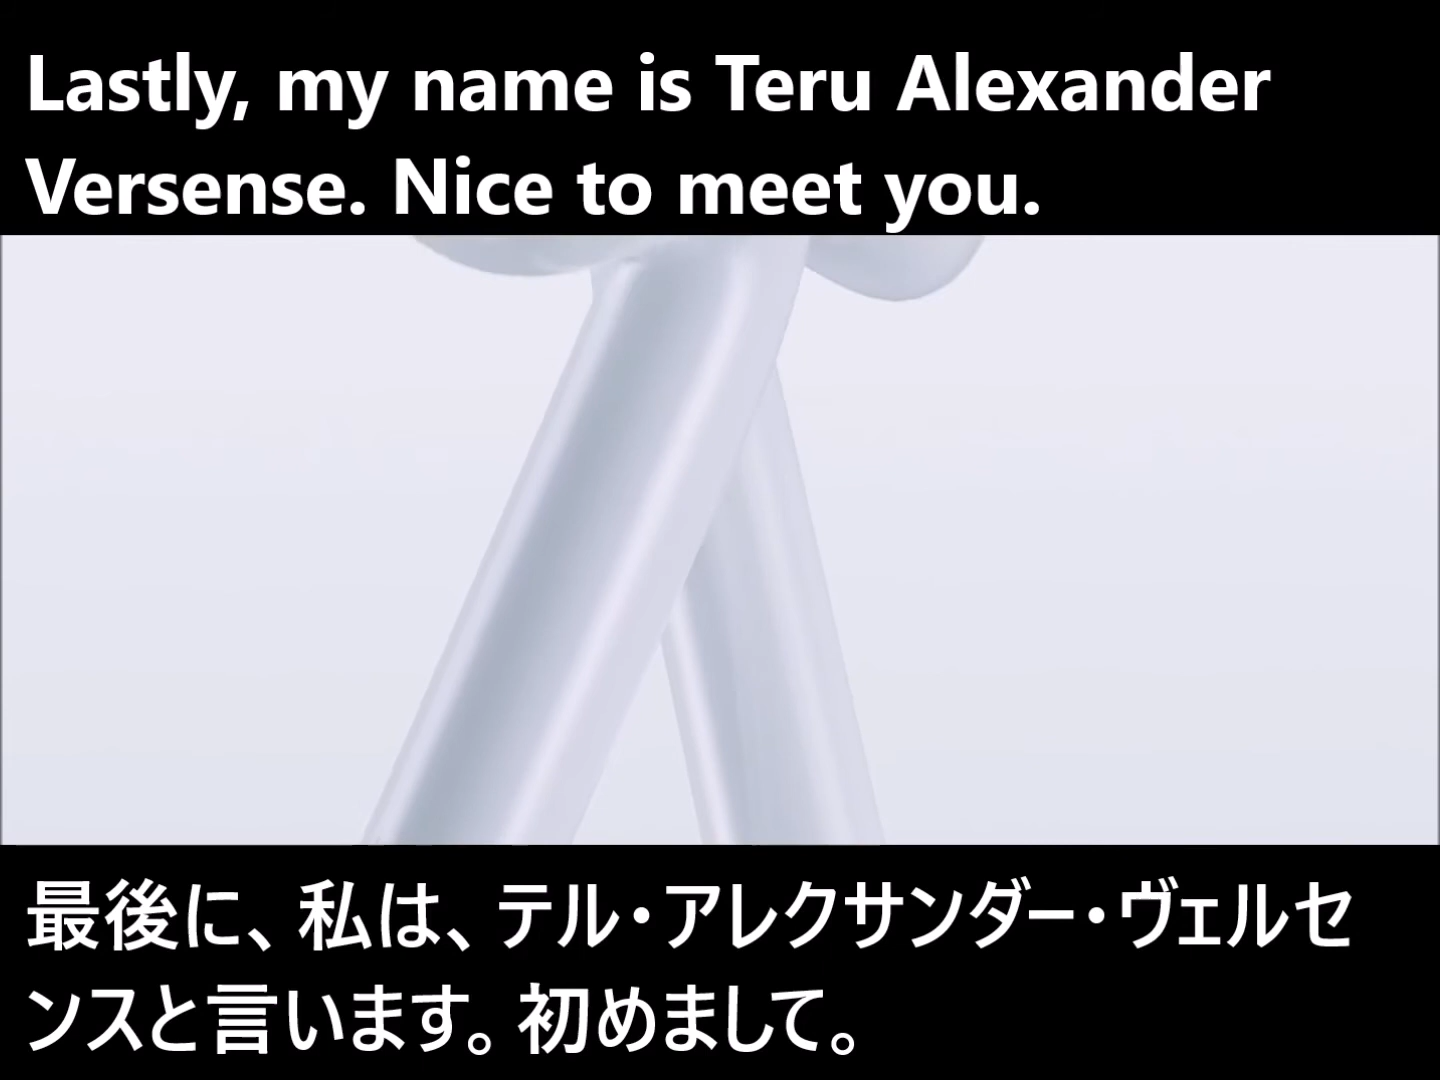 Lastly, my name is Teru Alexander
Versense. Nice to meet you.
最後に、私は、テル・アレクサンダー・ヴェルセ
ンスと言います。初めまして。